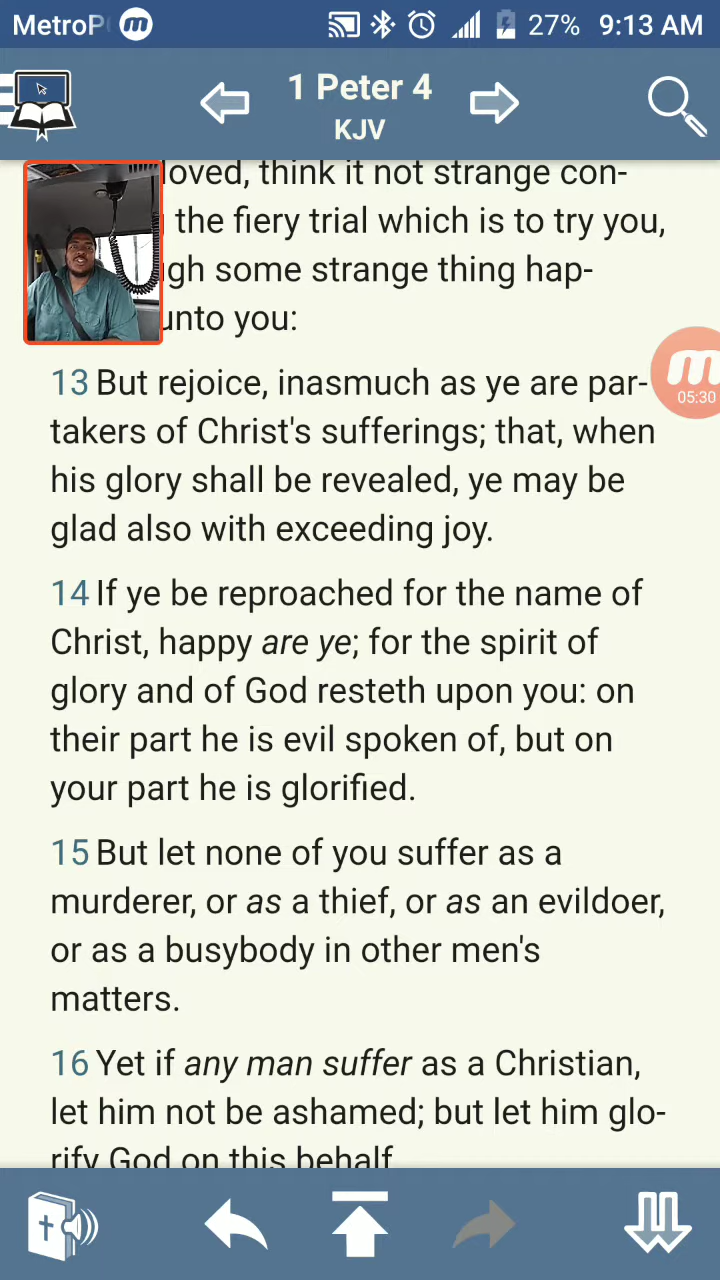 MetroP
27% 9:13 AM
1 Peter 4
KJV
loved, think it not strange con-
the fiery trial which is to try you,
gh some strange thing hap-
unto you:
05:30
13 But rejoice, inasmuch as ye are par-
takers of Christ's sufferings; that, when
his glory shall be revealed, ye may be
glad also with exceeding joy.
14 If ye be reproached for the name of
Christ, happy are ye; for the spirit of
glory and of God resteth upon you: on
their part he is evil spoken of, but on
your part he is glorified.
15 But let none of you suffer as a
murderer, or as a thief, or as an evildoer,
or as a busybody in other men's
matters.
16 Yet if any man suffer as a Christian,
let him not be ashamed; but let him glo-
rify God on this behalf